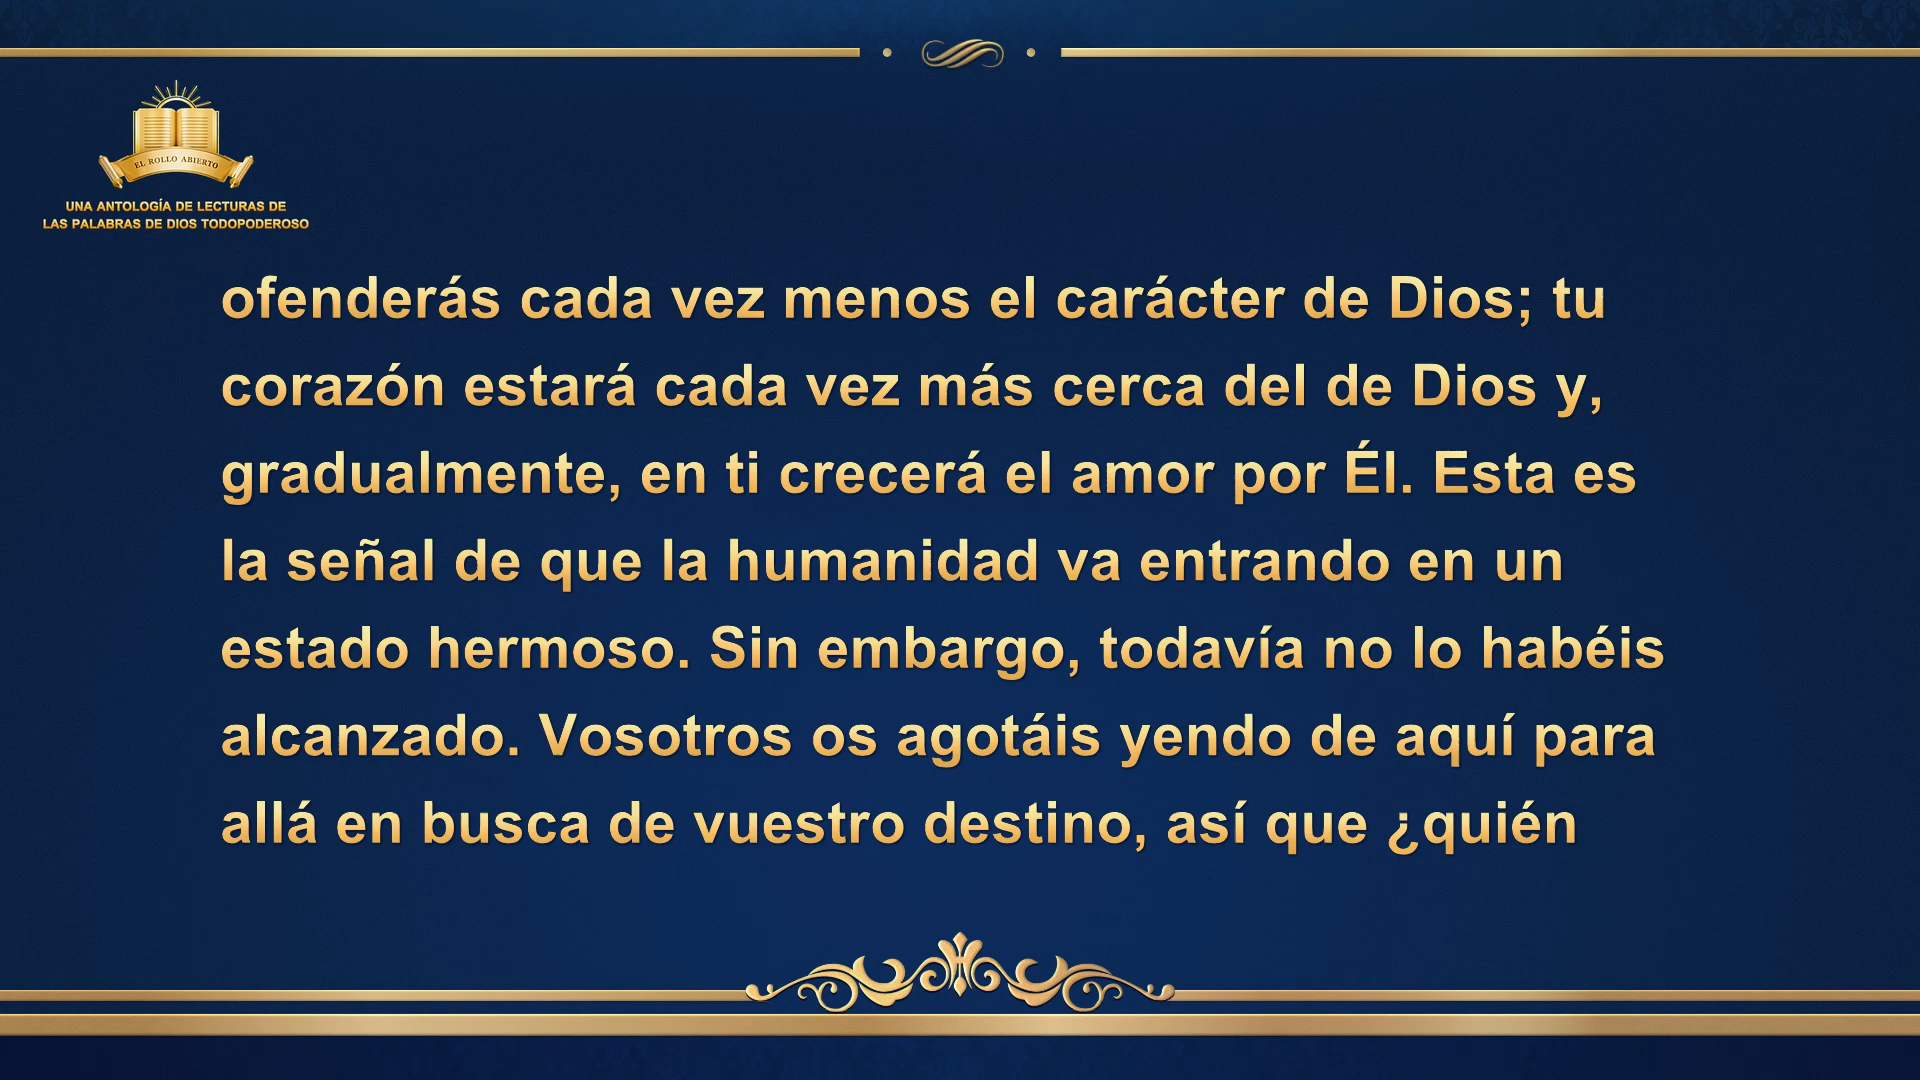 EL ROLLO ABIERTO
UNA ANTOLOGÍA DE LECTURAS DE
LAS PALABRAS DE DIOS TODOPODEROSO
ofenderás cada vez menos el carácter de Dios; tu
corazón estará cada vez más cerca del de Dios y,
gradualmente, en ti crecerá el amor por Él. Esta es
la señal de que la humanidad va entrando en un
estado hermoso. Sin embargo, todavía no lo habéis
alcanzado. Vosotros os agotáis yendo de aquí para
allá en busca de vuestro destino, así que ¿quién